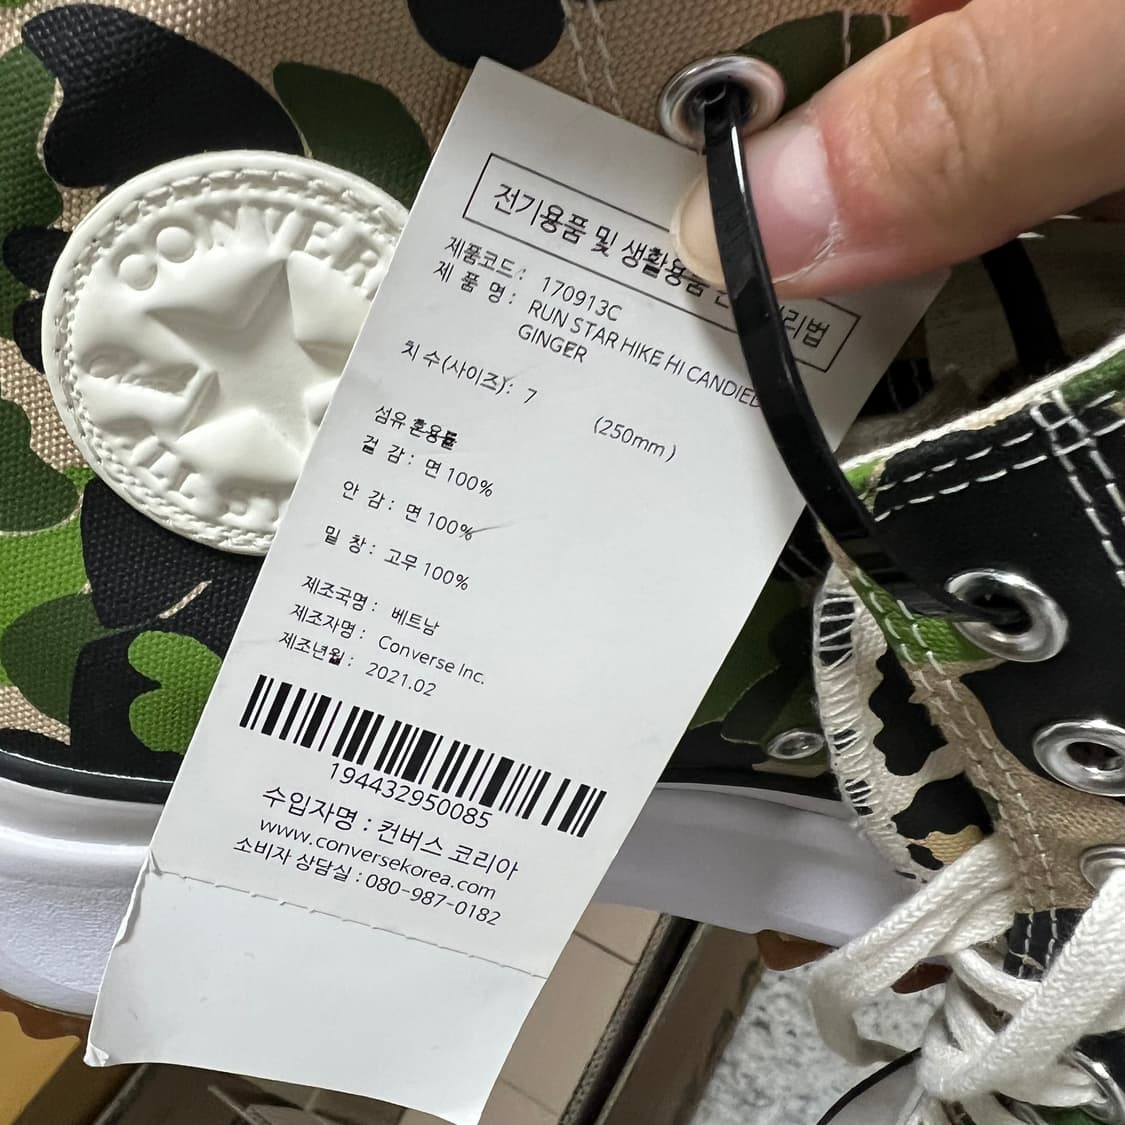 CONVER
ALL
전기용품 및 생활용품 리법
제품코드 : 170913C
제 품 명 : RUN STAR HIKE HI CANDIED
GINGER
치 수(사이즈): 7 (250mm)
섬유 혼용률
겉 감 : 면 100%
안 감 : 면 100%
밑 창 : 고무 100%
제조국명 : 베트남
제조자명 : Converse Inc.
제조년월 : 2021.02
194432950085
수입자명 : 컨버스 코리아
www.conversekorea.com
소비자 상담실 : 080-987-0182